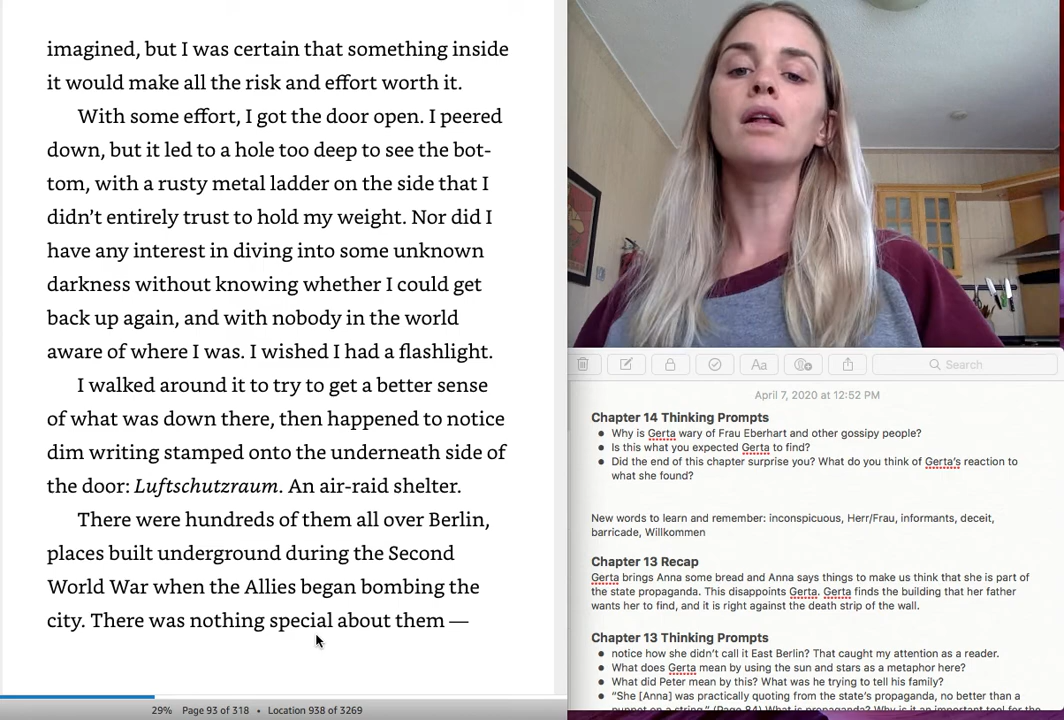 imagined, but I was certain that something inside
it would make all the risk and effort worth it.
With some effort, I got the door open. I peered
down, but it led to a hole too deep to see the bot-
tom, with a rusty metal ladder on the side that I
didn’t entirely trust to hold my weight. Nor did I
have any interest in diving into some unknown
darkness without knowing whether I could get
back up again, and with nobody in the world
aware of where I was. I wished I had a flashlight.
I walked around it to try to get a better sense
of what was down there, then happened to notice
dim writing stamped onto the underneath side of
the door: Luftschutzraum. An air-raid shelter.
There were hundreds of them all over Berlin,
places built underground during the Second
World War when the Allies began bombing the
city. There was nothing special about them —
29% Page 93 of 318 • Location 938 of 3269
Aa
Search
April 7, 2020 at 12:52 PM
Chapter 14 Thinking Prompts
• Why is Gerta wary of Frau Eberhart and other gossipy people?
• Is this what you expected Gerta to find?
• Did the end of this chapter surprise you? What do you think of Gerta’s reaction to
what she found?
New words to learn and remember: inconspicuous, Herr/Frau, informants, deceit,
barricade, Willkommen
Chapter 13 Recap
Gerta brings Anna some bread and Anna says things to make us think that she is part of
the state propaganda. This disappoints Gerta. Gerta finds the building that her father
wants her to find, and it is right against the death strip of the wall.
Chapter 13 Thinking Prompts
• notice how she didn’t call it East Berlin? That caught my attention as a reader.
• What does Gerta mean by using the sun and stars as a metaphor here?
• What did Peter mean by this? What was he trying to tell his family?
• “She [Anna] was practically quoting from the state’s propaganda, no better than a
puppet on a string.” (Page 84) What is propaganda? Why is it an important tool for the